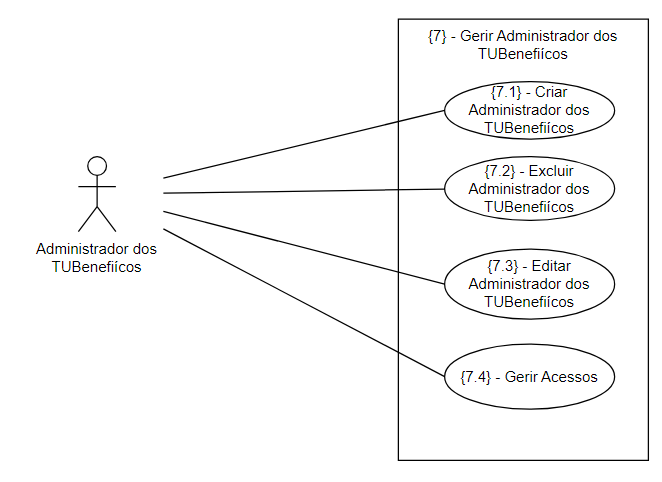 {7} - Gerir Administrador dos
TUBenefiícos
{7.1} - Criar
Administrador dos
TUBenefiícos
{7.2} - Excluir
Administrador dos
TUBenefiícos
Administrador dos
TUBenefiícos
{7.3} - Editar
Administrador dos
TUBenefiícos
{7.4} - Gerir Acessos